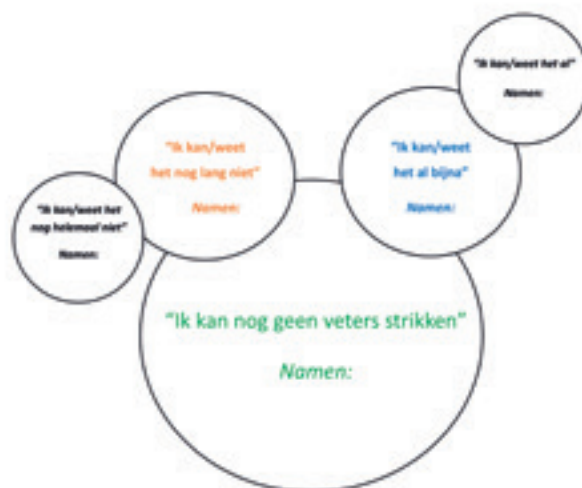 "Ik kan/weet het al"
Namen:
"Ik kan/weet
het nog lang niet"
Namen:
"Ik kan/weet
het al bijna"
Namen:
"Ik kan/weet het
nog helemaal niet"
Namen:
"Ik kan nog geen veters strikken"
Namen: